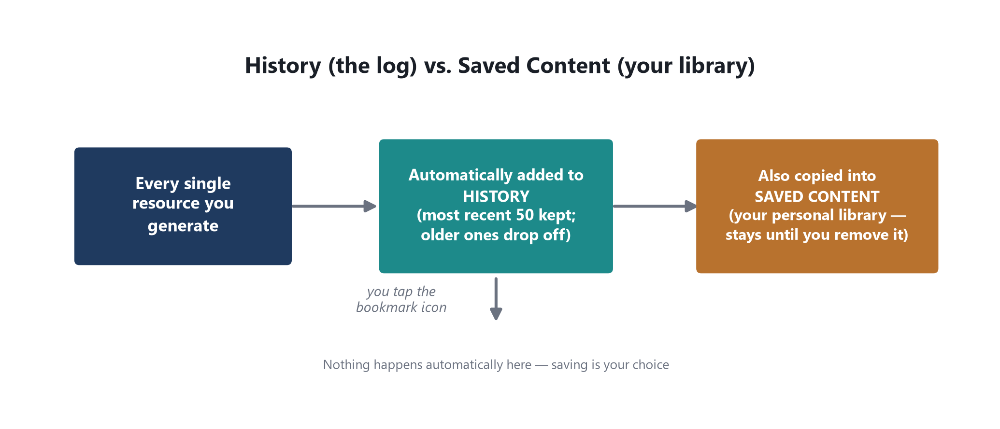 History (the log) vs. Saved Content (your library)
Every single
resource you
generate
Automatically added to
HISTORY
(most recent 50 kept;
older ones drop off)
Also copied into
SAVED CONTENT
(your personal library —
stays until you remove it)
you tap the
bookmark icon
Nothing happens automatically here — saving is your choice